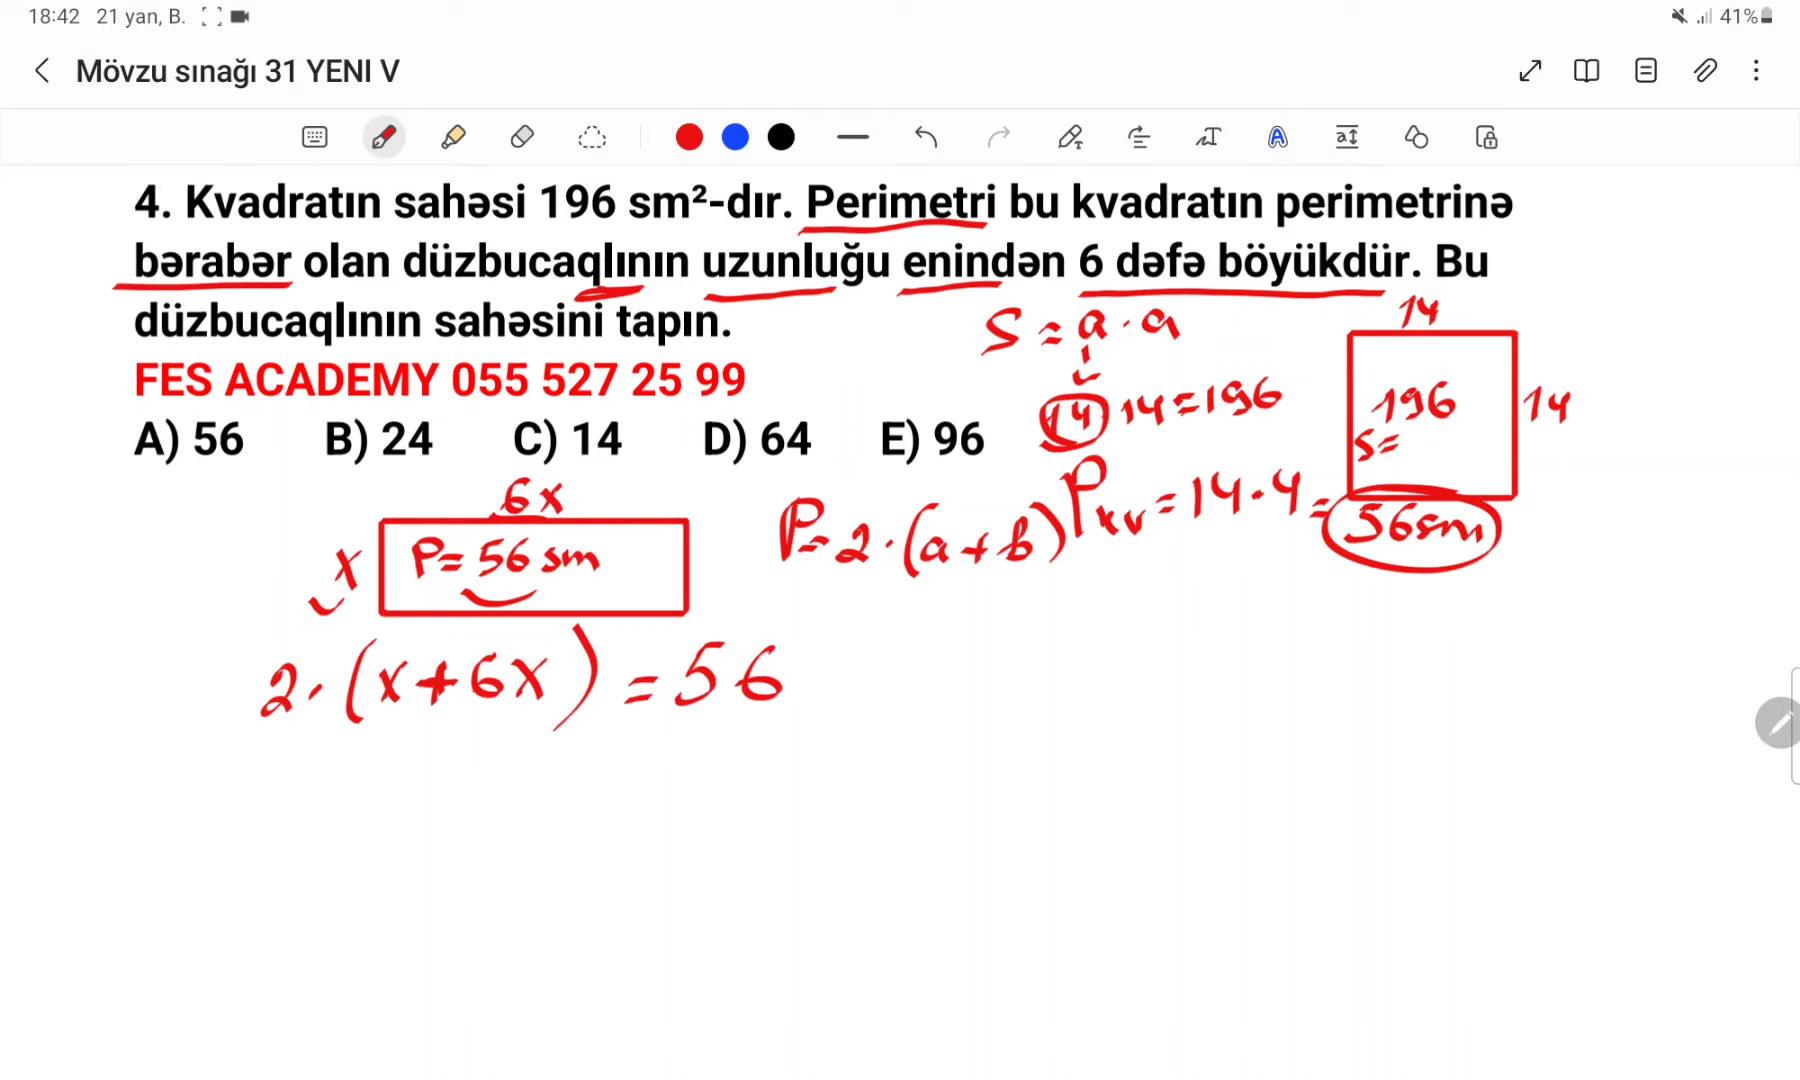 18:42 21 yan, B. 41%
Mövzu sınağı 31 YENI V
4. Kvadratın sahəsi 196 sm²-dır. Perimetri bu kvadratın perimetrinə
bərabər olan düzbucaqlının uzunluğu enindən 6 dəfə böyükdür. Bu
düzbucaqlının sahəsini tapın.
FES ACADEMY 055 527 25 99
A) 56 B) 24 C) 14 D) 64 E) 96
S = a · a
14
14 14 = 196
196
S=
14
6x
x
P= 56 sm
P= 2·(a+b)
Pkv = 14·4 = 56sm
2·(x+6x) = 56